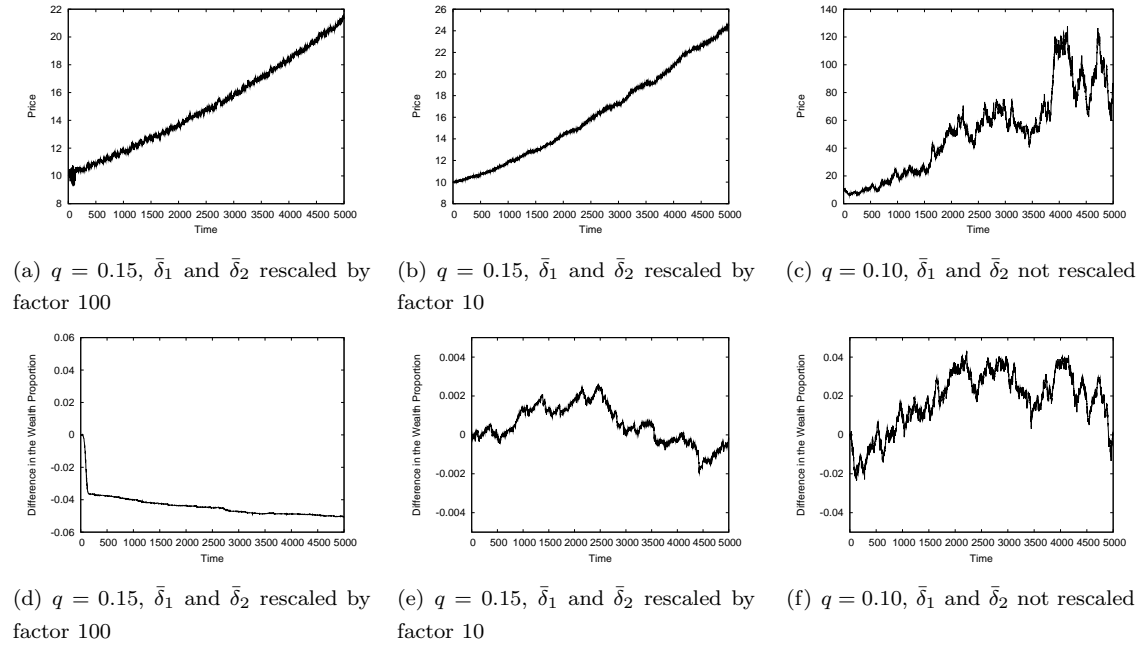 22
20
18
16
14
12
10
8
Price
0 500 1000 1500 2000 2500 3000 3500 4000 4500 5000
Time
26
24
22
20
18
16
14
12
10
8
Price
0 500 1000 1500 2000 2500 3000 3500 4000 4500 5000
Time
140
120
100
80
60
40
20
0
Price
0 500 1000 1500 2000 2500 3000 3500 4000 4500 5000
Time
(a) q = 0.15, δ̄₁ and δ̄₂ rescaled by
factor 100
(b) q = 0.15, δ̄₁ and δ̄₂ rescaled by
factor 10
(c) q = 0.10, δ̄₁ and δ̄₂ not rescaled
0.06
0.04
0.02
0
-0.02
-0.04
-0.06
Difference in the Wealth Proportion
0 500 1000 1500 2000 2500 3000 3500 4000 4500 5000
Time
0.004
0.002
0
-0.002
-0.004
Difference in the Wealth Proportion
0 500 1000 1500 2000 2500 3000 3500 4000 4500 5000
Time
0.04
0.02
0
-0.02
-0.04
Difference in the Wealth Proportion
0 500 1000 1500 2000 2500 3000 3500 4000 4500 5000
Time
(d) q = 0.15, δ̄₁ and δ̄₂ rescaled by
factor 100
(e) q = 0.15, δ̄₁ and δ̄₂ rescaled by
factor 10
(f) q = 0.10, δ̄₁ and δ̄₂ not rescaled